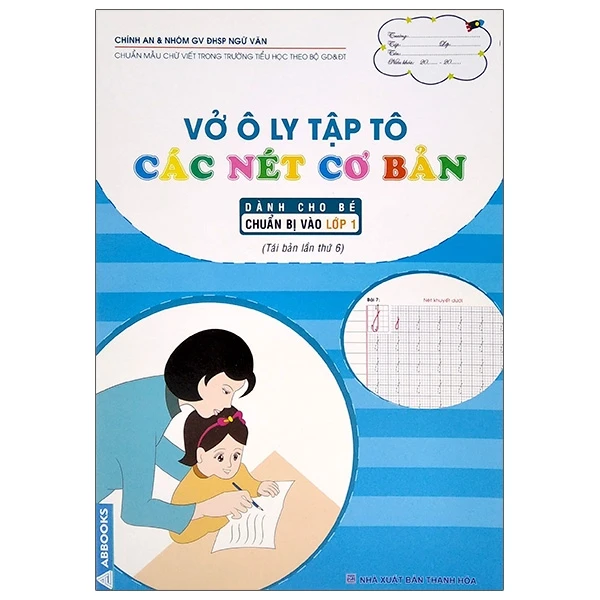 CHÍNH AN & NHÓM GV ĐHSP NGỮ VĂN
CHUẨN MẪU CHỮ VIẾT TRONG TRƯỜNG TIỂU HỌC THEO BỘ GD&ĐT
Trường:
Lớp:
Tên:
Năm học: 20...... - 20......
VỞ Ô LY TẬP TÔ
CÁC NÉT CƠ BẢN
DÀNH CHO BÉ
CHUẨN BỊ VÀO LỚP 1
(Tái bản lần thứ 6)
Bài 7: Nét khuyết dưới
ABBOOKS
NHÀ XUẤT BẢN THANH HÓA